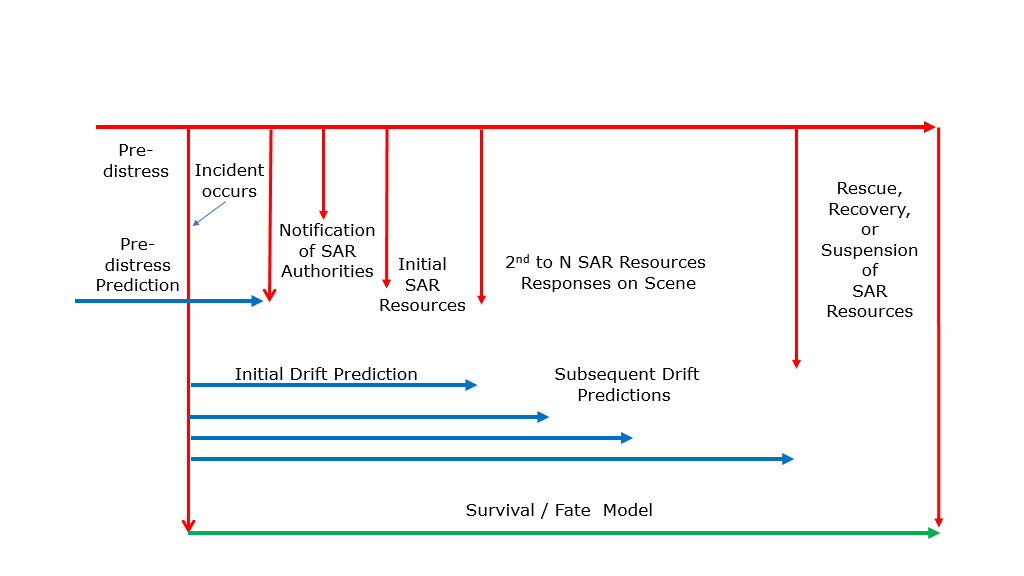 Pre-
distress
Incident
occurs
Pre-
distress
Prediction
Notification
of SAR
Authorities
Initial
SAR
Resources
2nd to N SAR Resources
Responses on Scene
Rescue,
Recovery,
or
Suspension
of
SAR
Resources
Initial Drift Prediction
Subsequent Drift
Predictions
Survival / Fate  Model